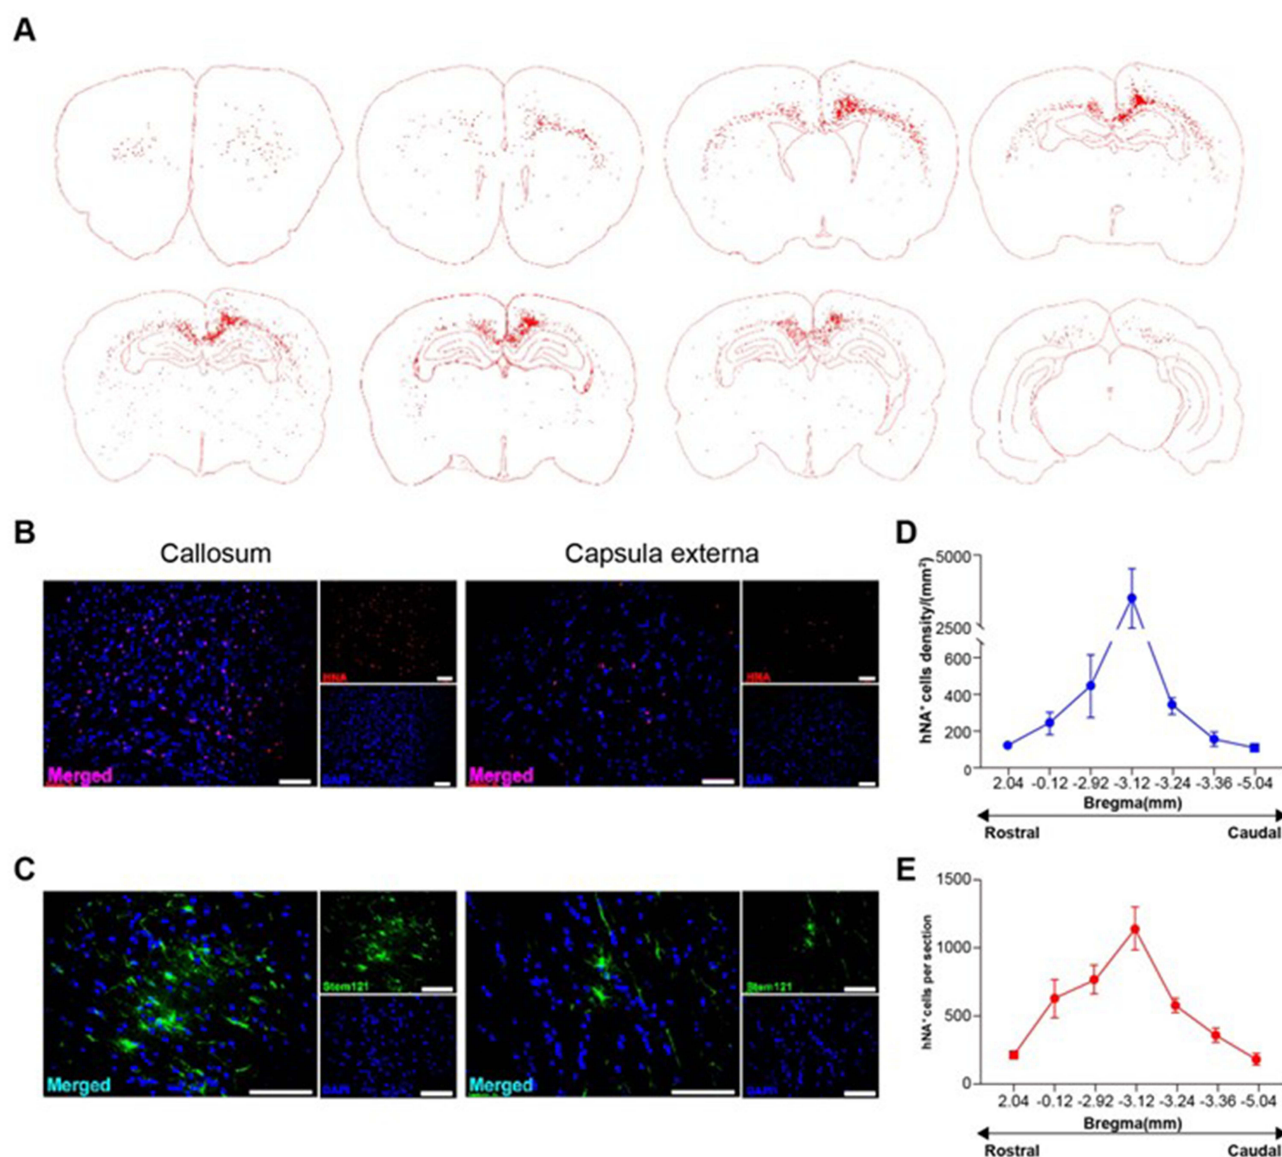 A
B
Callosum
Capsula externa
HNA
HNA
Merged
DAPI
Merged
DAPI
C
Stem121
Stem121
Merged
DAPI
Merged
DAPI
D
hNA⁺ cells density/(mm²)
5000
2500
600
400
200
0
2.04 -0.12 -2.92 -3.12 -3.24 -3.36 -5.04
Bregma(mm)
Rostral Caudal
E
hNA⁺ cells per section
1500
1000
500
0
2.04 -0.12 -2.92 -3.12 -3.24 -3.36 -5.04
Bregma(mm)
Rostral Caudal